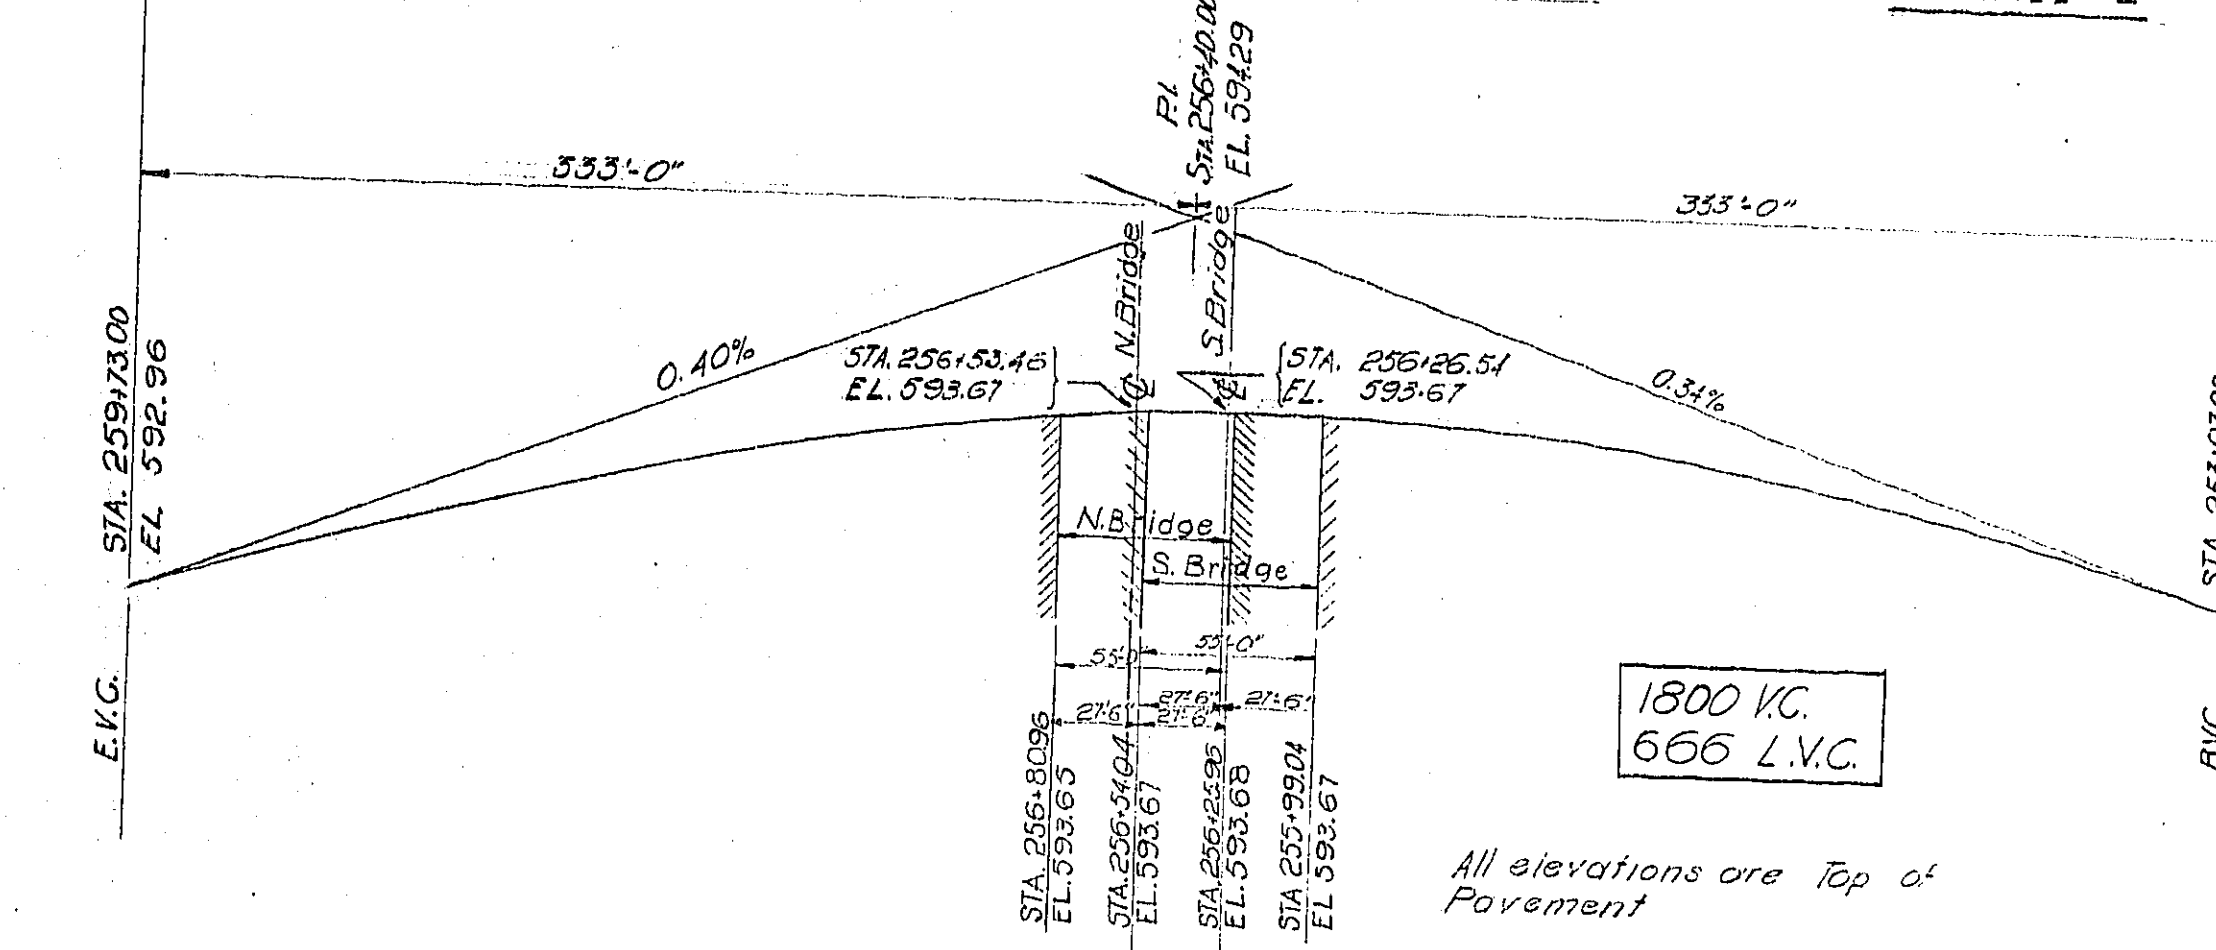 P.I.
STA. 256+40.00
EL. 594.29
333'-0"
333'-0"
N. Bridge
S. Bridge
0.40%
0.34%
STA. 256+53.46
EL. 593.67
STA. 256+26.54
EL. 593.67
STA. 259+73.00
EL 592.96
E.V.C.
N. Bridge
S. Bridge
55'-0"
55'-0"
27'-6"
27'-6"
27'-6"
27'-6"
STA. 256+80.96
EL. 593.65
STA. 256+54.04
EL. 593.67
STA. 256+25.96
EL. 593.68
STA 255+99.04
EL 593.67
1800 V.C.
666 L.V.C.
All elevations are Top of
Pavement
BVC